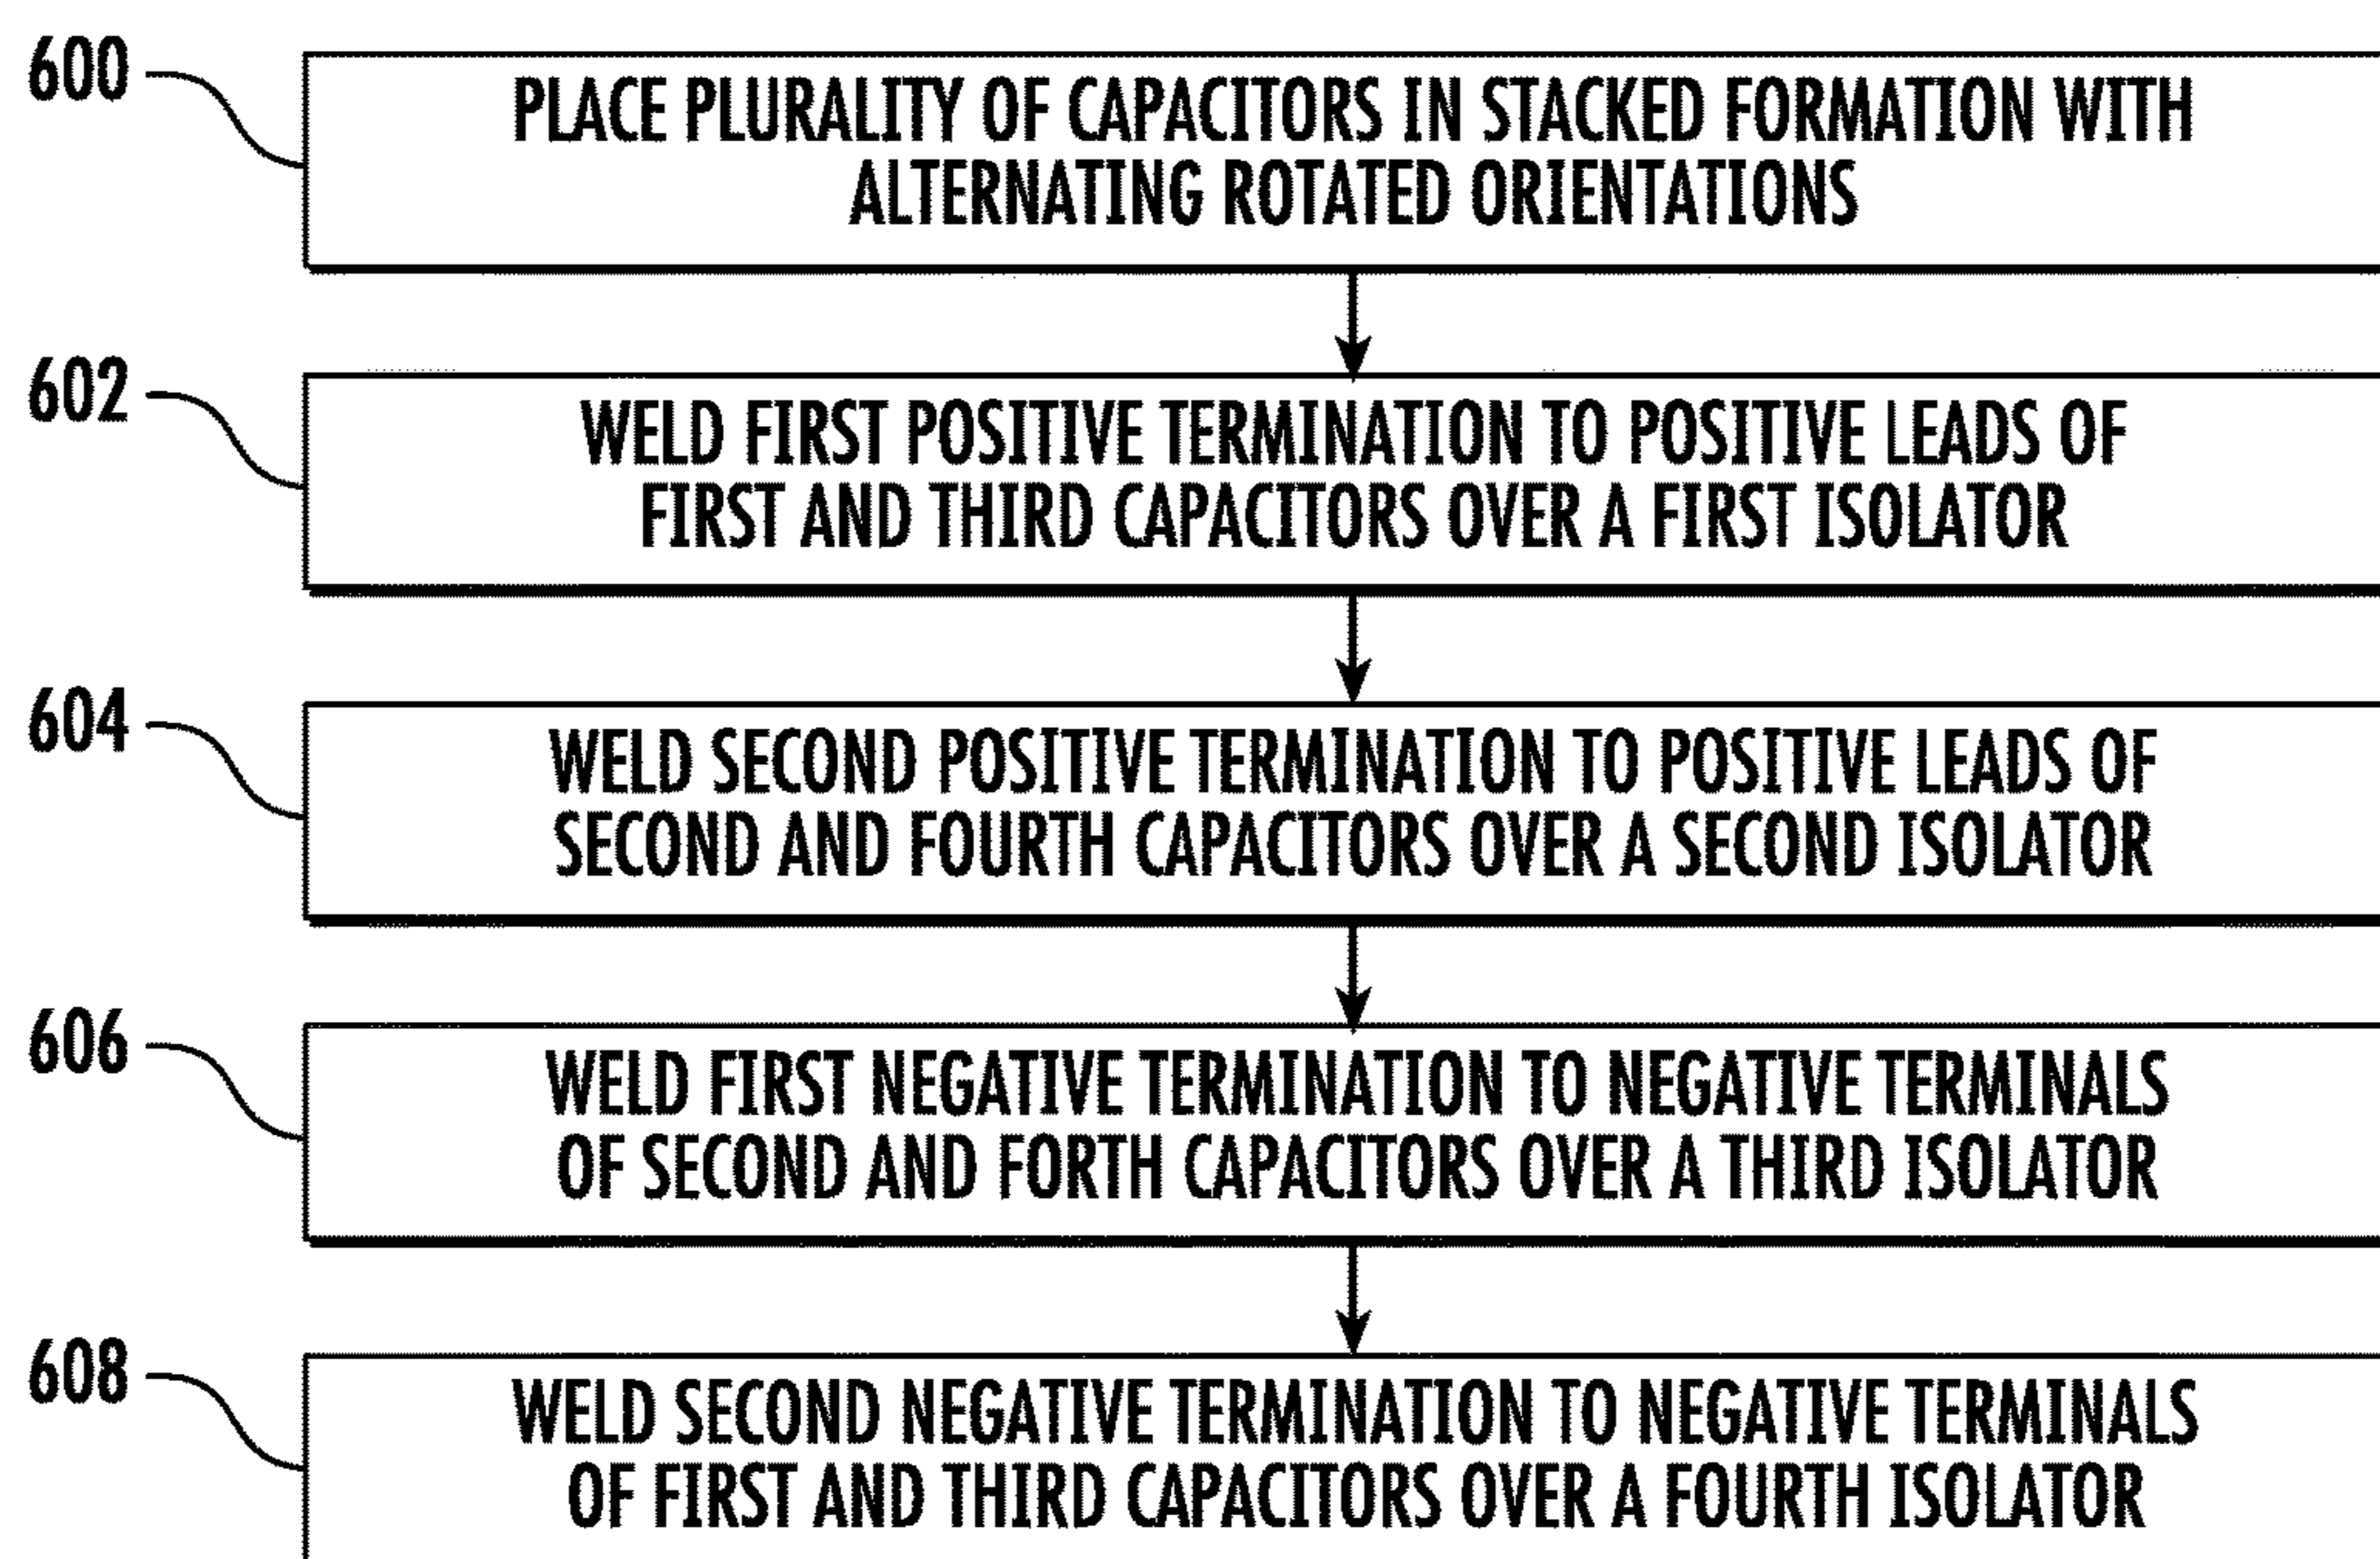 600
PLACE PLURALITY OF CAPACITORS IN STACKED FORMATION WITH
ALTERNATING ROTATED ORIENTATIONS
602
WELD FIRST POSITIVE TERMINATION TO POSITIVE LEADS OF
FIRST AND THIRD CAPACITORS OVER A FIRST ISOLATOR
604
WELD SECOND POSITIVE TERMINATION TO POSITIVE LEADS OF
SECOND AND FOURTH CAPACITORS OVER A SECOND ISOLATOR
606
WELD FIRST NEGATIVE TERMINATION TO NEGATIVE TERMINALS
OF SECOND AND FORTH CAPACITORS OVER A THIRD ISOLATOR
608
WELD SECOND NEGATIVE TERMINATION TO NEGATIVE TERMINALS
OF FIRST AND THIRD CAPACITORS OVER A FOURTH ISOLATOR